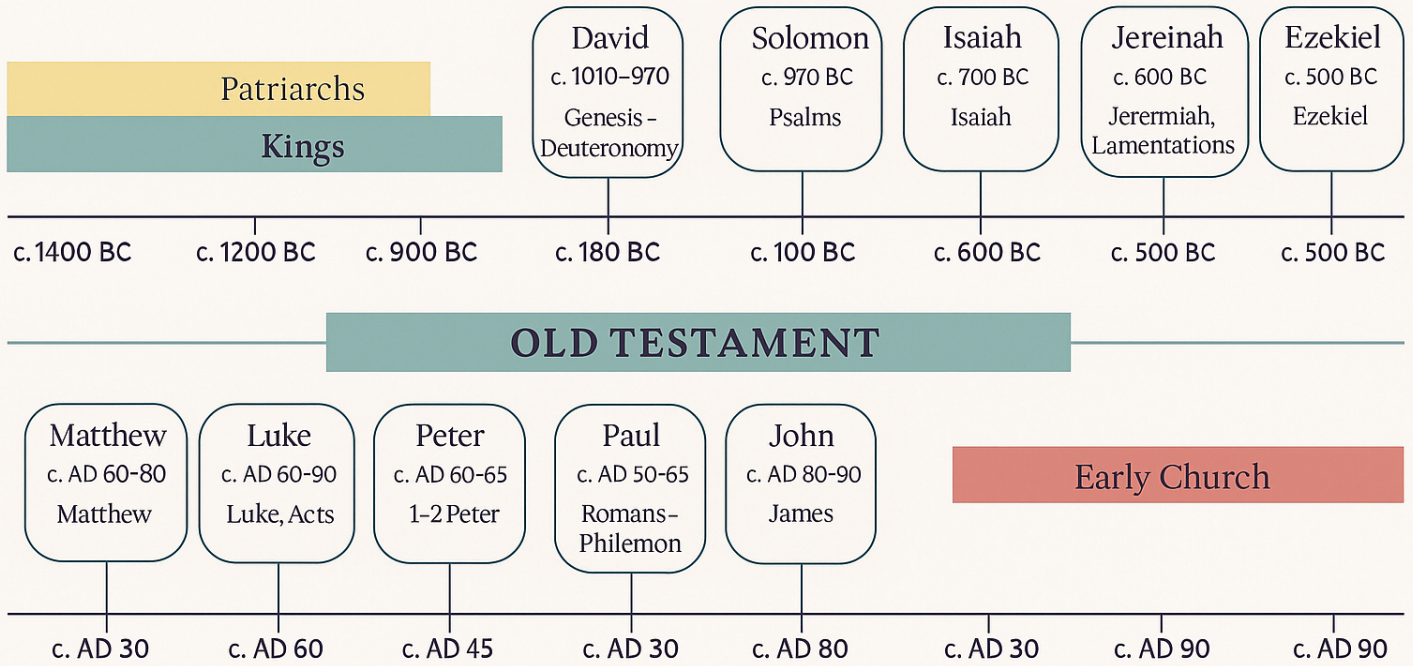 Patriarchs
Kings
David
c. 1010–970
Genesis –
Deuteronomy
Solomon
c. 970 BC
Psalms
Isaiah
c. 700 BC
Isaiah
Jereinah
c. 600 BC
Jerermiah,
Lamentations
Ezekiel
c. 500 BC
Ezekiel
c. 1400 BC
c. 1200 BC
c. 900 BC
c. 180 BC
c. 100 BC
c. 600 BC
c. 500 BC
c. 500 BC
OLD TESTAMENT
Matthew
c. AD 60-80
Matthew
Luke
c. AD 60-90
Luke, Acts
Peter
c. AD 60-65
1–2 Peter
Paul
c. AD 50-65
Romans–
Philemon
John
c. AD 80-90
James
Early Church
c. AD 30
c. AD 60
c. AD 45
c. AD 30
c. AD 80
c. AD 30
c. AD 90
c. AD 90